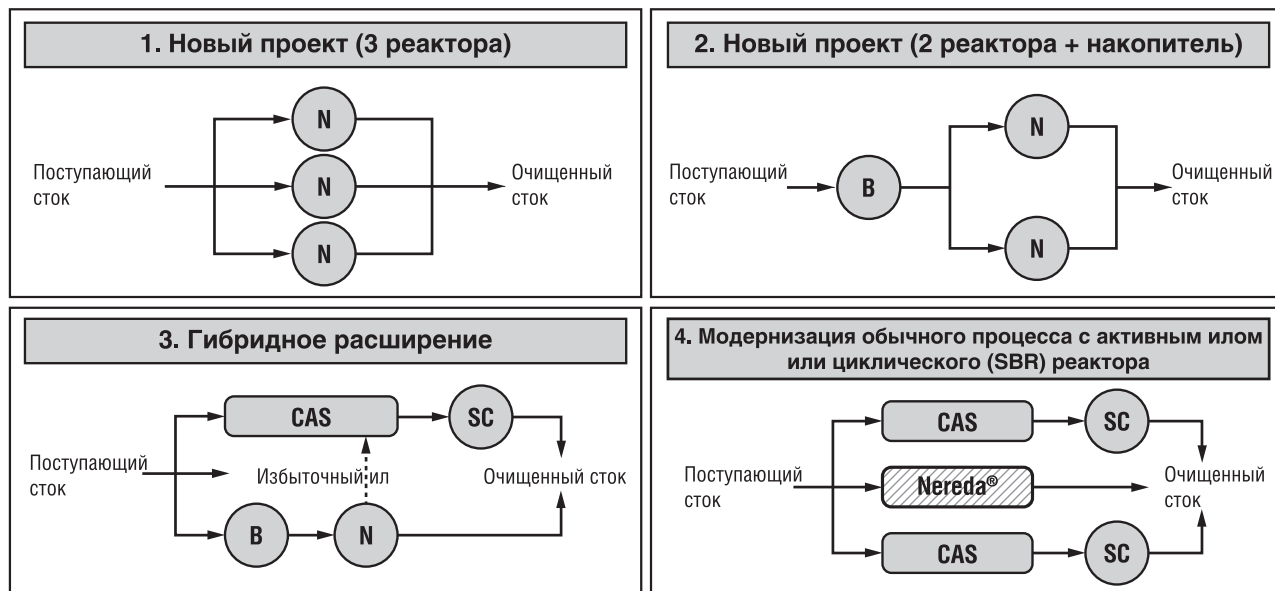 1. Новый проект (3 реактора)
N
Поступающий
сток
N
Очищенный
сток
N
2. Новый проект (2 реактора + накопитель)
N
Поступающий
сток
B
Очищенный
сток
N
3. Гибридное расширение
CAS
SC
Поступающий
сток
Избыточный ил
Очищенный сток
B
N
4. Модернизация обычного процесса с активным илом
или циклического (SBR) реактора
CAS
SC
Поступающий
сток
Nereda®
Очищенный
сток
CAS
SC